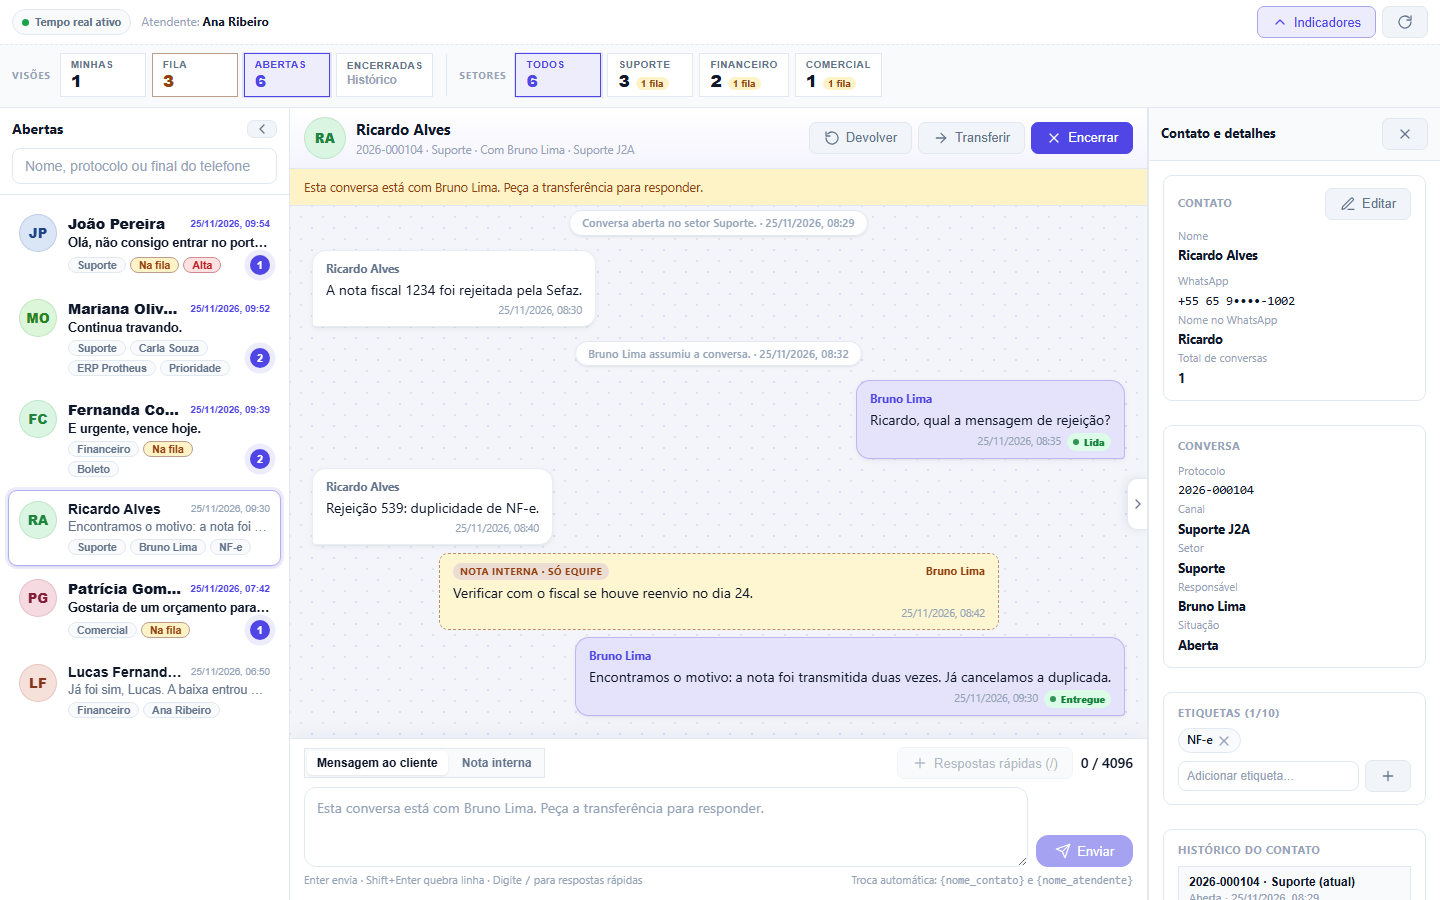 Tempo real ativo
Atendente: Ana Ribeiro
Indicadores
VISÕES
MINHAS
1
FILA
3
ABERTAS
6
ENCERRADAS
Histórico
SETORES
TODOS
6
SUPORTE
3 1 fila
FINANCEIRO
2 1 fila
COMERCIAL
1 1 fila
Abertas
Nome, protocolo ou final do telefone
JP
João Pereira 25/11/2026, 09:54
Olá, não consigo entrar no port...
Suporte Na fila Alta 1
MO
Mariana Oliv... 25/11/2026, 09:52
Continua travando.
Suporte Carla Souza
ERP Protheus Prioridade
2
FC
Fernanda Co... 25/11/2026, 09:39
E urgente, vence hoje.
Financeiro Na fila
Boleto
2
RA
Ricardo Alves 25/11/2026, 09:30
Encontramos o motivo: a nota foi ...
Suporte Bruno Lima NF-e
PG
Patrícia Gom... 25/11/2026, 07:42
Gostaria de um orçamento para...
Comercial Na fila 1
LF
Lucas Fernand... 25/11/2026, 06:50
Já foi sim, Lucas. A baixa entrou ...
Financeiro Ana Ribeiro
RA
Ricardo Alves
2026-000104 · Suporte · Com Bruno Lima · Suporte J2A
Devolver
Transferir
Encerrar
Esta conversa está com Bruno Lima. Peça a transferência para responder.
Conversa aberta no setor Suporte. · 25/11/2026, 08:29
Ricardo Alves
A nota fiscal 1234 foi rejeitada pela Sefaz.
25/11/2026, 08:30
Bruno Lima assumiu a conversa. · 25/11/2026, 08:32
Bruno Lima
Ricardo, qual a mensagem de rejeição?
25/11/2026, 08:35 Lida
Ricardo Alves
Rejeição 539: duplicidade de NF-e.
25/11/2026, 08:40
NOTA INTERNA · SÓ EQUIPE Bruno Lima
Verificar com o fiscal se houve reenvio no dia 24.
25/11/2026, 08:42
Bruno Lima
Encontramos o motivo: a nota foi transmitida duas vezes. Já cancelamos a duplicada.
25/11/2026, 09:30 Entregue
Mensagem ao cliente
Nota interna
Respostas rápidas (/)
0 / 4096
Esta conversa está com Bruno Lima. Peça a transferência para responder.
Enviar
Enter envia · Shift+Enter quebra linha · Digite / para respostas rápidas
Troca automática: {nome_contato} e {nome_atendente}
Contato e detalhes
CONTATO
Editar
Nome
Ricardo Alves
WhatsApp
+55 65 9••••-1002
Nome no WhatsApp
Ricardo
Total de conversas
1
CONVERSA
Protocolo
2026-000104
Canal
Suporte J2A
Setor
Suporte
Responsável
Bruno Lima
Situação
Aberta
ETIQUETAS (1/10)
NF-e
Adicionar etiqueta...
HISTÓRICO DO CONTATO
2026-000104 · Suporte (atual)
Aberta · 25/11/2026, 08:29